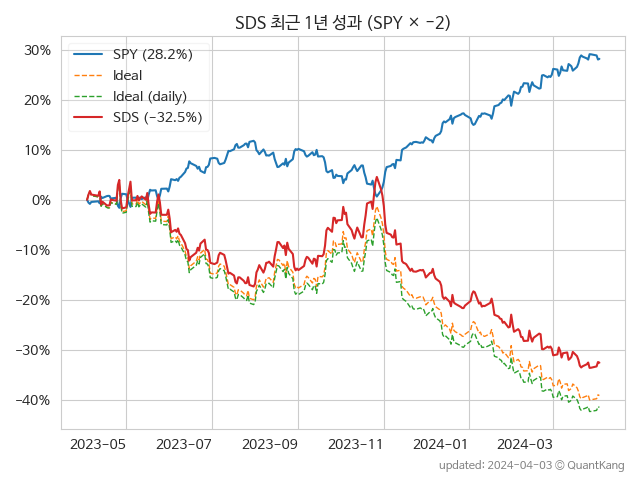 SDS 최근 1년 성과 (SPY × −2)
SPY (28.2%)
Ideal
Ideal (daily)
SDS (−32.5%)
30%
20%
10%
0%
−10%
−20%
−30%
−40%
2023-05 2023-07 2023-09 2023-11 2024-01 2024-03
updated: 2024-04-03 ⓒ QuantKang